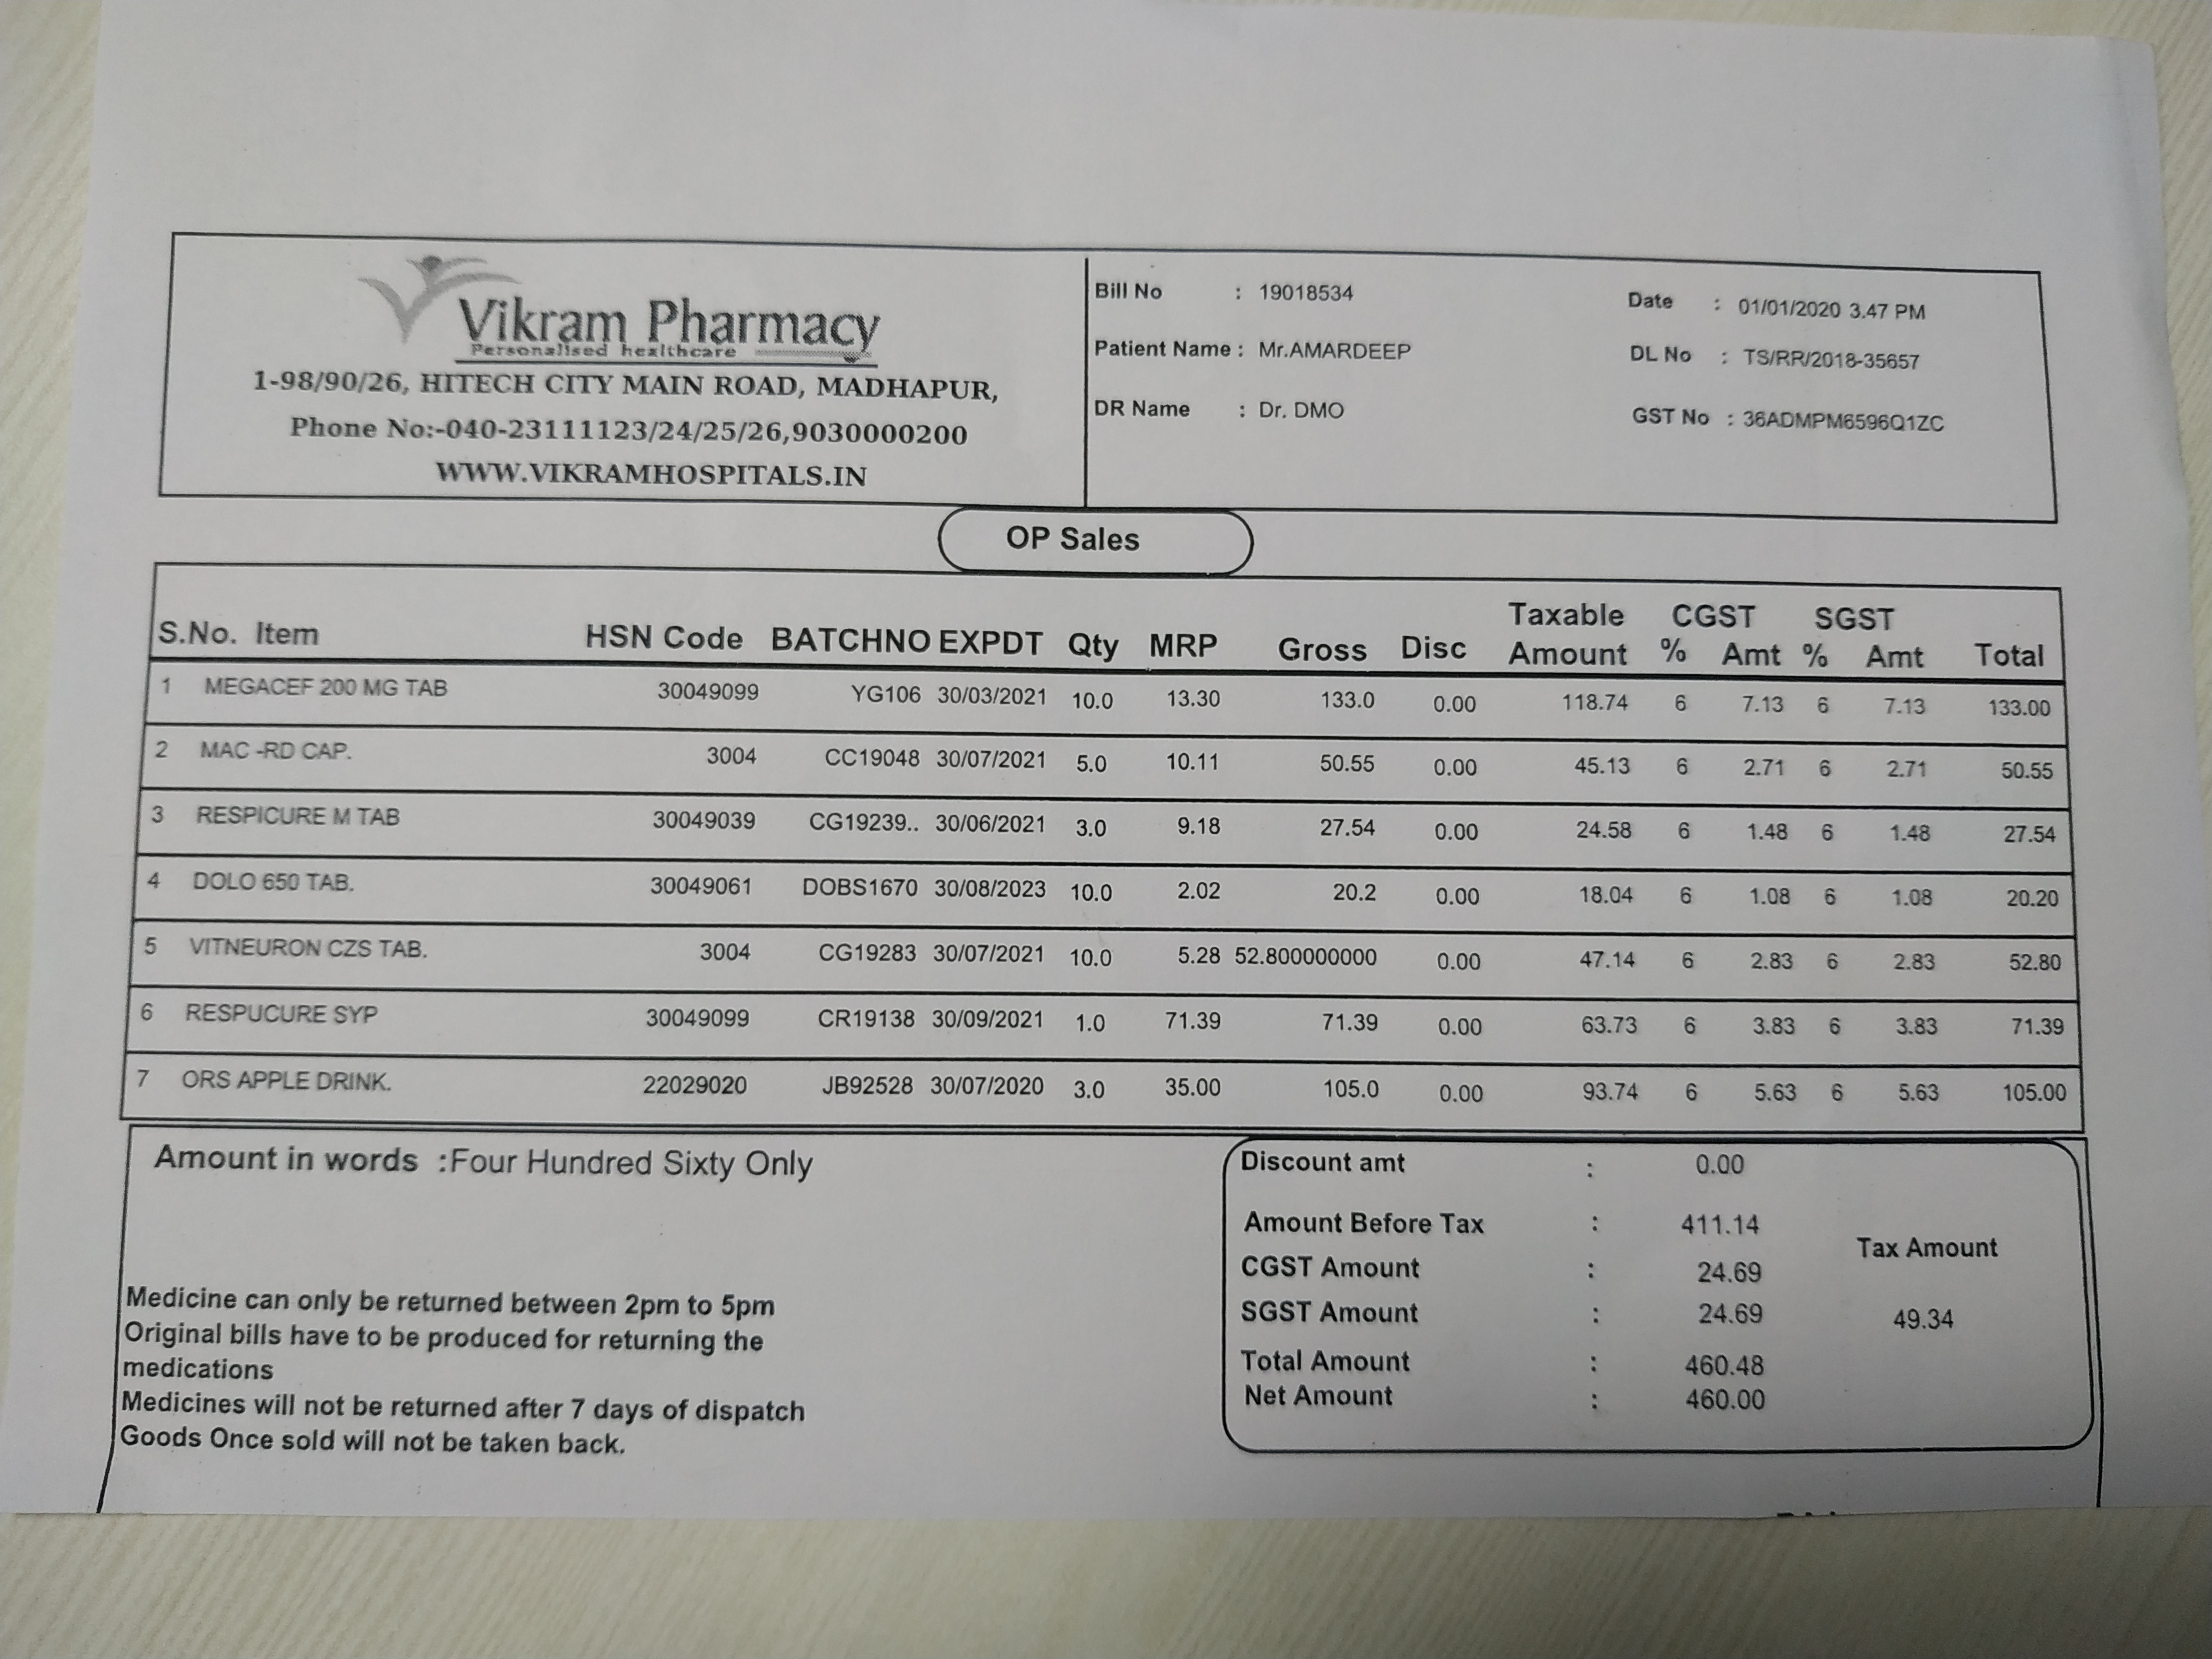 Vikram Pharmacy
Personalised healthcare
1-98/90/26, HITECH CITY MAIN ROAD, MADHAPUR,
Phone No:-040-23111123/24/25/26,9030000200
WWW.VIKRAMHOSPITALS.IN
Bill No : 19018534 Date : 01/01/2020 3.47 PM
Patient Name : Mr.AMARDEEP DL No : TS/RR/2018-35657
DR Name : Dr. DMO GST No : 36ADMPM6596Q1ZC
OP Sales
Taxable CGST SGST
S.No. Item HSN Code BATCHNO EXPDT Qty MRP Gross Disc Amount % Amt % Amt Total
1 MEGACEF 200 MG TAB 30049099 YG106 30/03/2021 10.0 13.30 133.0 0.00 118.74 6 7.13 6 7.13 133.00
2 MAC -RD CAP. 3004 CC19048 30/07/2021 5.0 10.11 50.55 0.00 45.13 6 2.71 6 2.71 50.55
3 RESPICURE M TAB 30049039 CG19239.. 30/06/2021 3.0 9.18 27.54 0.00 24.58 6 1.48 6 1.48 27.54
4 DOLO 650 TAB. 30049061 DOBS1670 30/08/2023 10.0 2.02 20.2 0.00 18.04 6 1.08 6 1.08 20.20
5 VITNEURON CZS TAB. 3004 CG19283 30/07/2021 10.0 5.28 52.80000000 0.00 47.14 6 2.83 6 2.83 52.80
6 RESPUCURE SYP 30049099 CR19138 30/09/2021 1.0 71.39 71.39 0.00 63.73 6 3.83 6 3.83 71.39
7 ORS APPLE DRINK. 22029020 JB92528 30/07/2020 3.0 35.00 105.0 0.00 93.74 6 5.63 6 5.63 105.00
Amount in words : Four Hundred Sixty Only
Discount amt : 0.00
Amount Before Tax : 411.14
Tax Amount
CGST Amount : 24.69
SGST Amount : 24.69 49.34
Total Amount : 460.48
Net Amount : 460.00
Medicine can only be returned between 2pm to 5pm
Original bills have to be produced for returning the
medications
Medicines will not be returned after 7 days of dispatch
Goods Once sold will not be taken back.